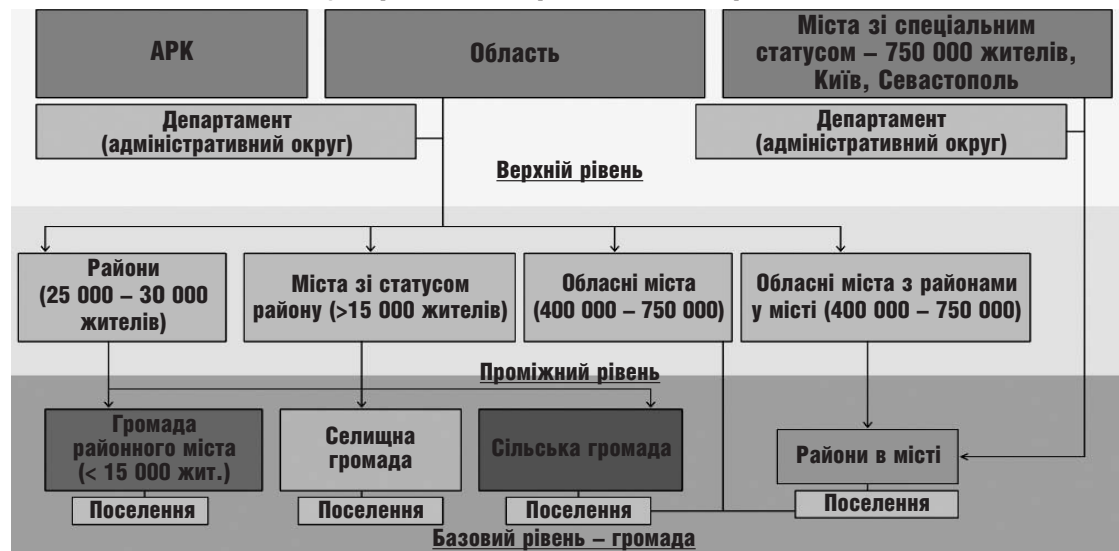 АРК
Область
Міста зі спеціальним
статусом – 750 000 жителів,
Київ, Севастополь
Департамент
(адміністративний округ)
Департамент
(адміністративний округ)
Верхній рівень
Райони
(25 000 – 30 000
жителів)
Міста зі статусом
району (>15 000 жителів)
Обласні міста
(400 000 – 750 000)
Обласні міста з районами
у місті (400 000 – 750 000)
Проміжний рівень
Громада
районного міста
(< 15 000 жит.)
Селищна
громада
Сільська громада
Райони в місті
Поселення
Поселення
Поселення
Поселення
Базовий рівень – громада